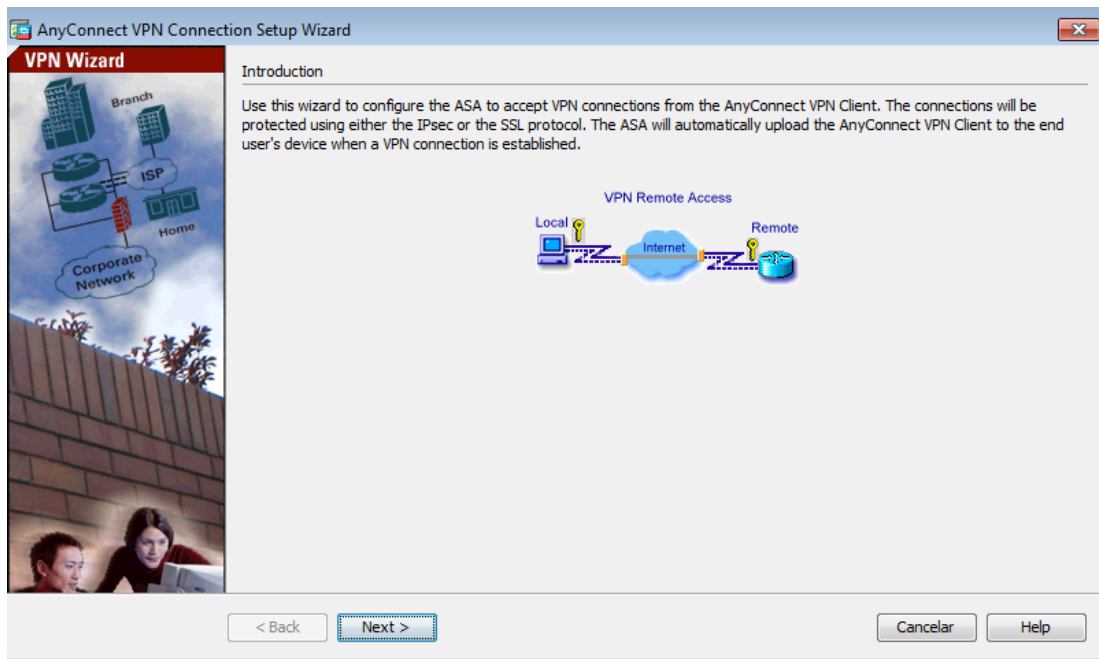 AnyConnect VPN Connection Setup Wizard
VPN Wizard
Branch
ISP
Home
Corporate
Network
Introduction
Use this wizard to configure the ASA to accept VPN connections from the AnyConnect VPN Client. The connections will be
protected using either the IPsec or the SSL protocol. The ASA will automatically upload the AnyConnect VPN Client to the end
user's device when a VPN connection is established.
VPN Remote Access
Local
Internet
Remote
< Back
Next >
Cancelar
Help